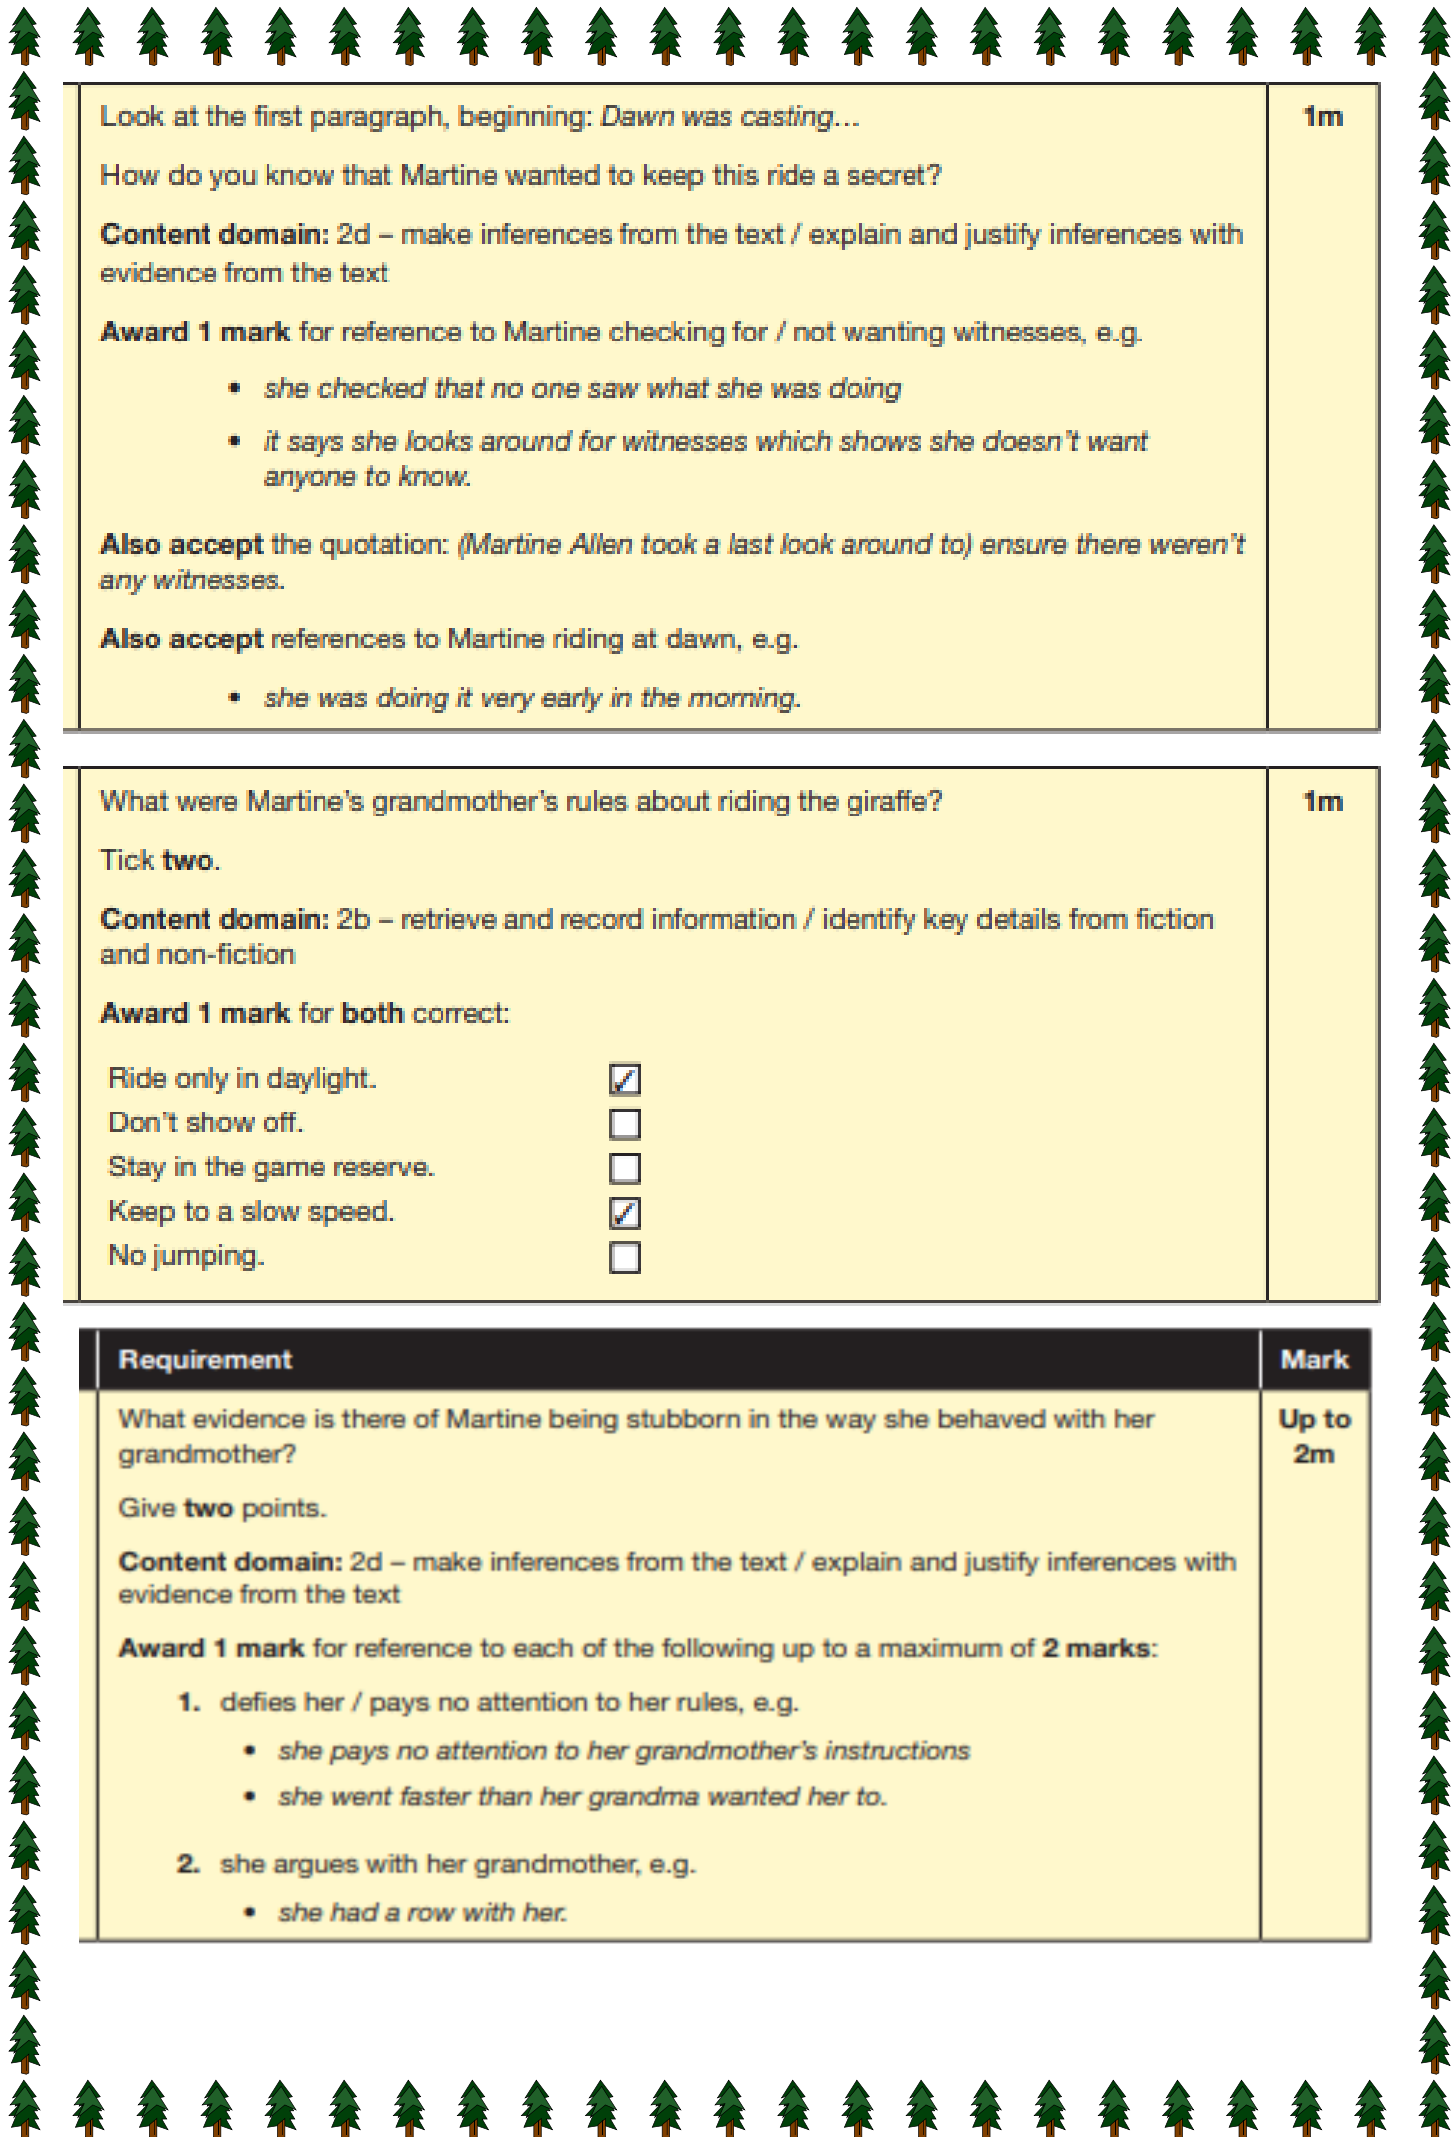 Look at the first paragraph, beginning: Dawn was casting... 1m
How do you know that Martine wanted to keep this ride a secret?
Content domain: 2d – make inferences from the text / explain and justify inferences with
evidence from the text
Award 1 mark for reference to Martine checking for / not wanting witnesses, e.g.
• she checked that no one saw what she was doing
• it says she looks around for witnesses which shows she doesn't want
anyone to know.
Also accept the quotation: (Martine Allen took a last look around to) ensure there weren't
any witnesses.
Also accept references to Martine riding at dawn, e.g.
• she was doing it very early in the morning.
What were Martine's grandmother's rules about riding the giraffe? 1m
Tick two.
Content domain: 2b – retrieve and record information / identify key details from fiction
and non-fiction
Award 1 mark for both correct:
Ride only in daylight. ✓
Don't show off.
Stay in the game reserve.
Keep to a slow speed. ✓
No jumping.
Requirement Mark
What evidence is there of Martine being stubborn in the way she behaved with her Up to
grandmother? 2m
Give two points.
Content domain: 2d – make inferences from the text / explain and justify inferences with
evidence from the text
Award 1 mark for reference to each of the following up to a maximum of 2 marks:
1. defies her / pays no attention to her rules, e.g.
• she pays no attention to her grandmother's instructions
• she went faster than her grandma wanted her to.
2. she argues with her grandmother, e.g.
• she had a row with her.